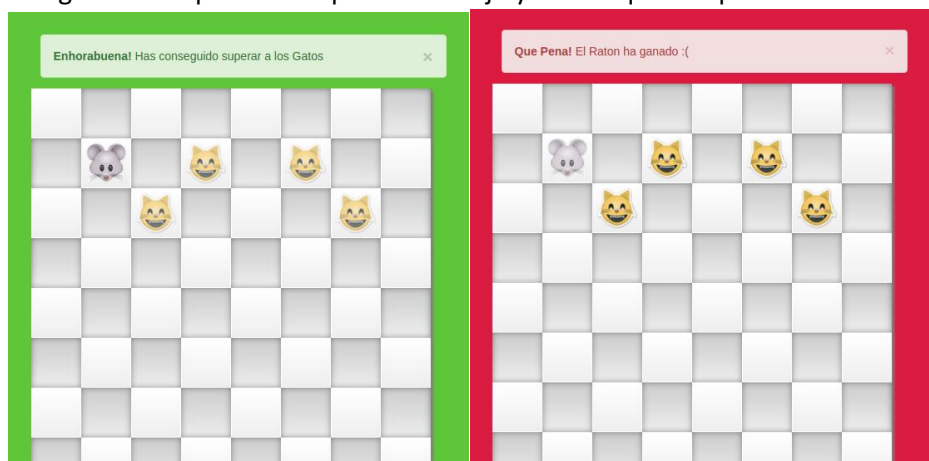 Enhorabuena! Has conseguido superar a los Gatos ×
Que Pena! El Raton ha ganado :( ×